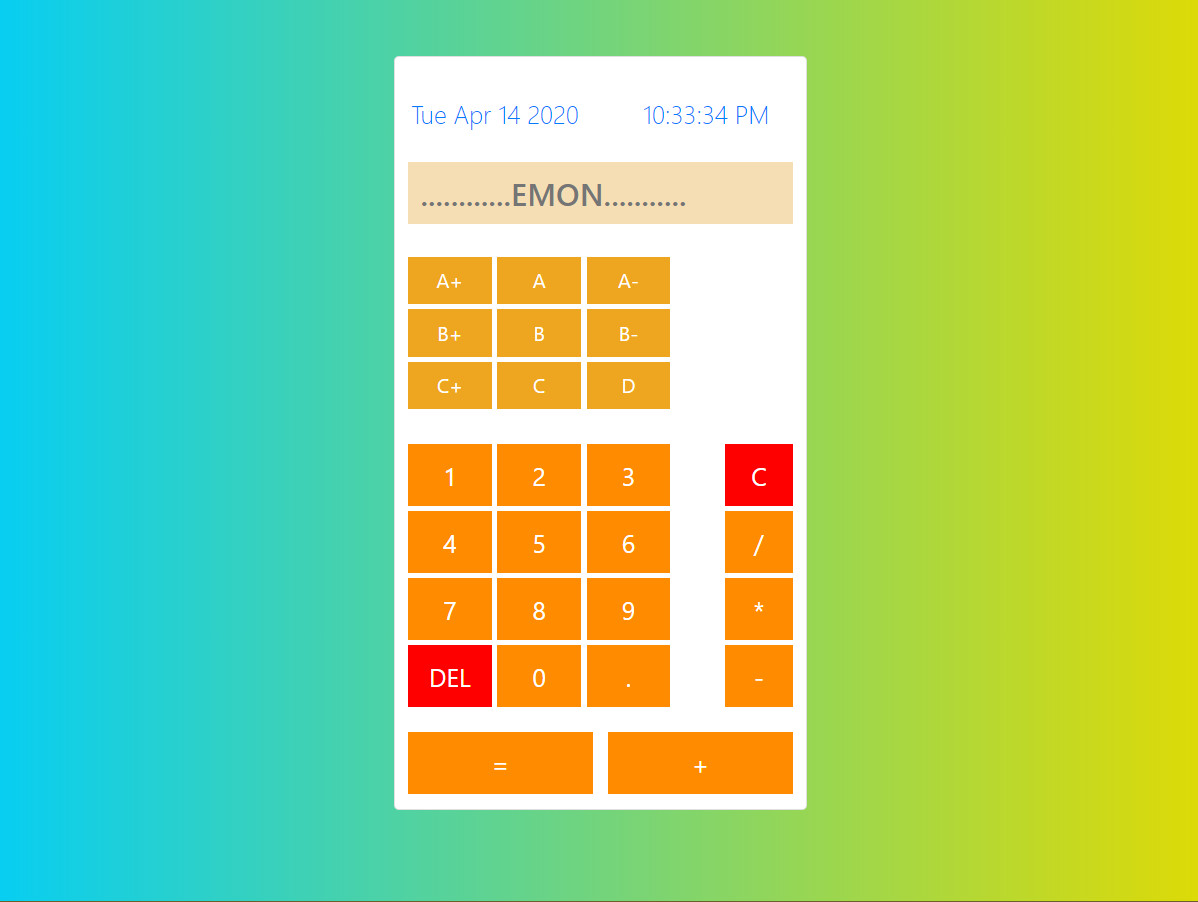 Tue Apr 14 2020 10:33:34 PM
............EMON...........
A+ A A-
B+ B B-
C+ C D
1 2 3 C
4 5 6 /
7 8 9 *
DEL 0 . -
= +